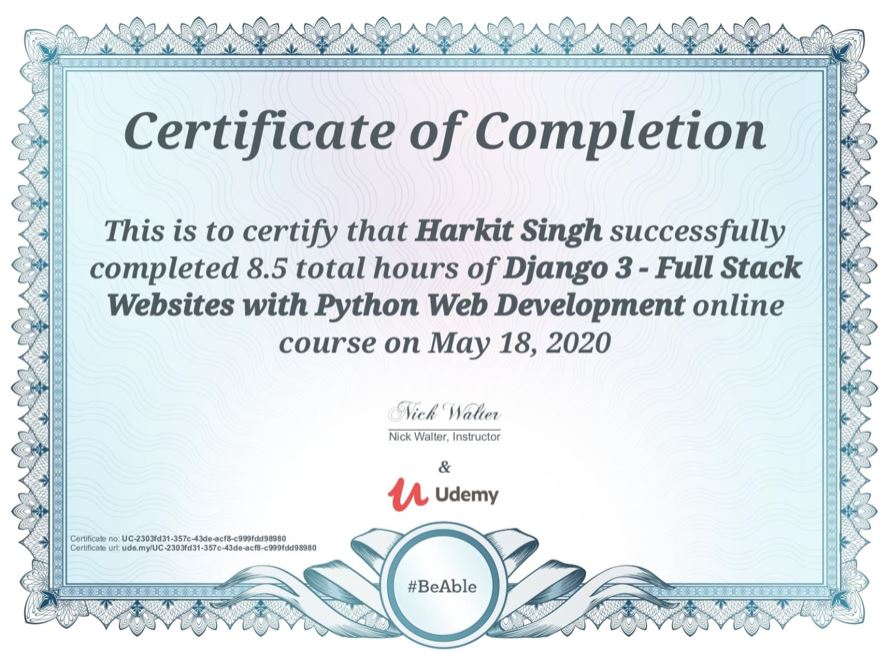 Certificate of Completion
This is to certify that Harkit Singh successfully
completed 8.5 total hours of Django 3 - Full Stack
Websites with Python Web Development online
course on May 18, 2020
Nick Walter
Nick Walter, Instructor
&
Udemy
Certificate no: UC-2303fd31-357c-43de-acf8-c999fdd98980
Certificate url: ude.my/UC-2303fd31-357c-43de-acf8-c999fdd98980
#BeAble